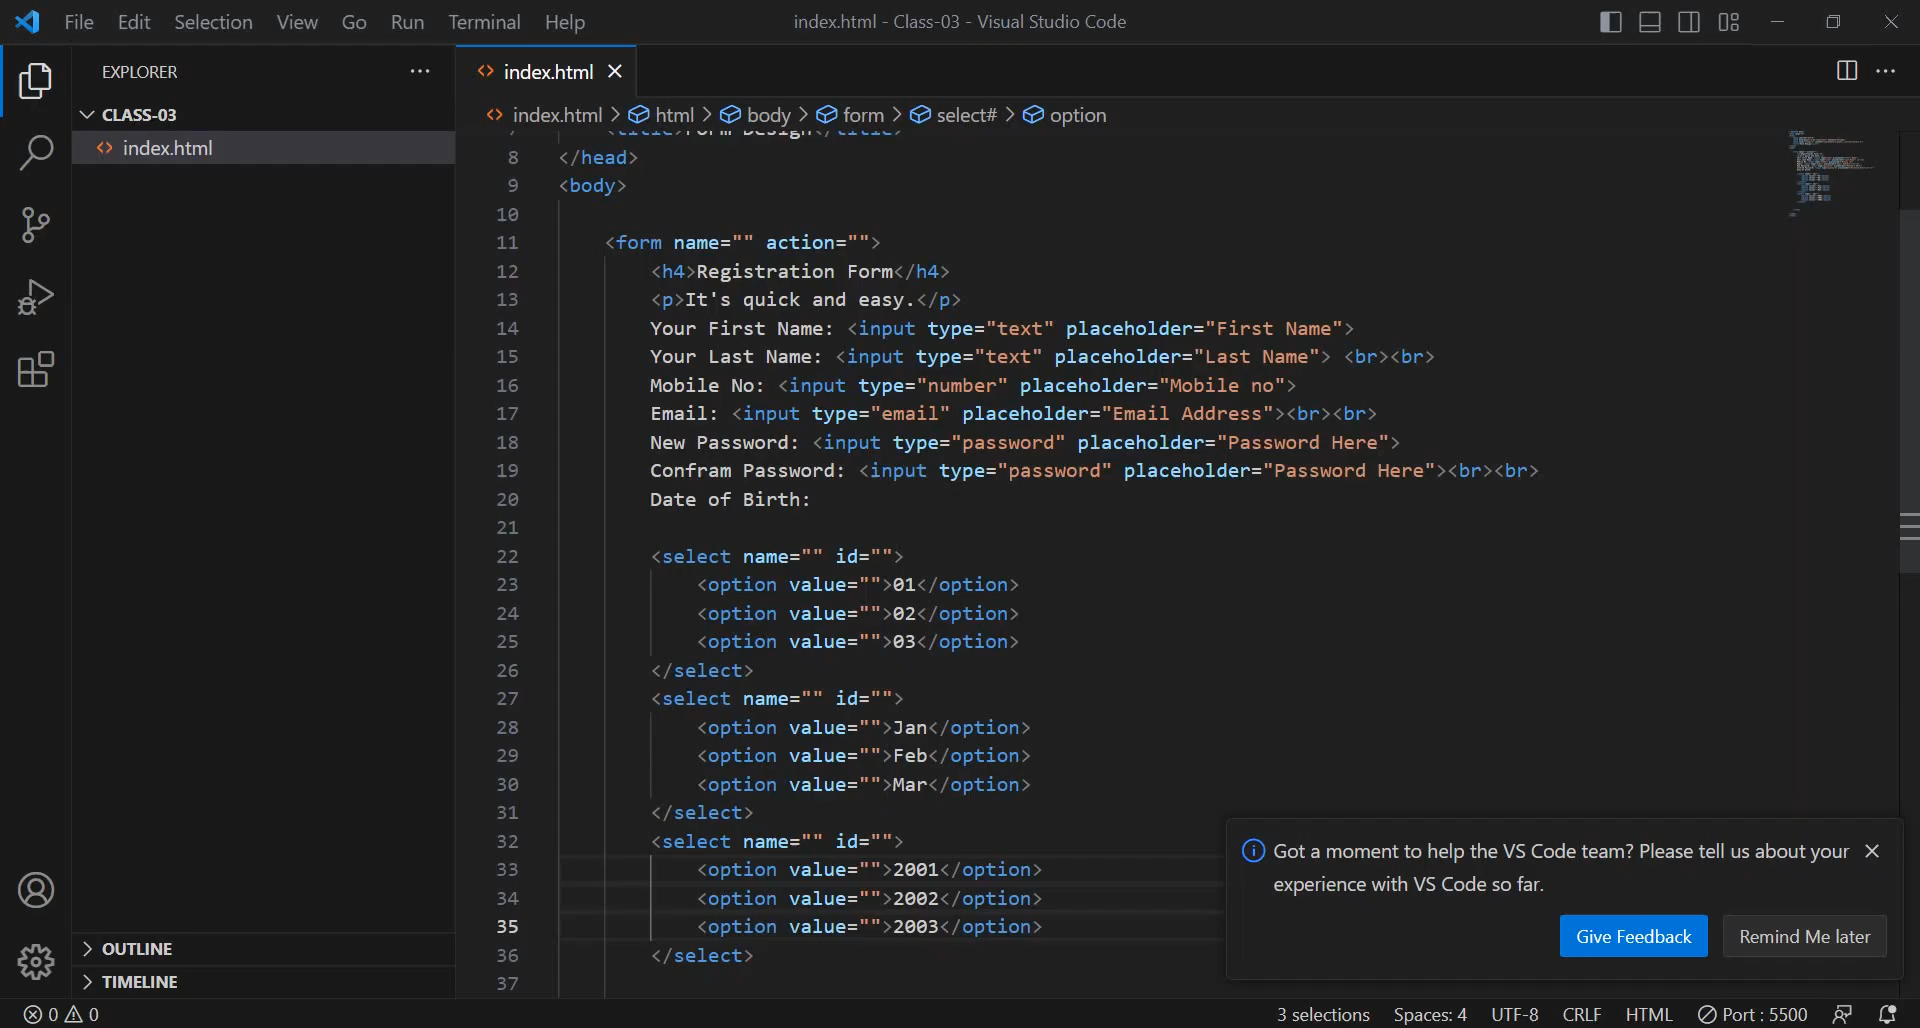 File Edit Selection View Go Run Terminal Help
index.html - Class-03 - Visual Studio Code
EXPLORER
CLASS-03
index.html
OUTLINE
TIMELINE
index.html
index.html > html > body > form > select# > option
7 <title>Form Design</title>
8 </head>
9 <body>
10
11 <form name="" action="">
12 <h4>Registration Form</h4>
13 <p>It's quick and easy.</p>
14 Your First Name: <input type="text" placeholder="First Name">
15 Your Last Name: <input type="text" placeholder="Last Name"> <br><br>
16 Mobile No: <input type="number" placeholder="Mobile no">
17 Email: <input type="email" placeholder="Email Address"><br><br>
18 New Password: <input type="password" placeholder="Password Here">
19 Confram Password: <input type="password" placeholder="Password Here"><br><br>
20 Date of Birth:
21
22 <select name="" id="">
23 <option value="">01</option>
24 <option value="">02</option>
25 <option value="">03</option>
26 </select>
27 <select name="" id="">
28 <option value="">Jan</option>
29 <option value="">Feb</option>
30 <option value="">Mar</option>
31 </select>
32 <select name="" id="">
33 <option value="">2001</option>
34 <option value="">2002</option>
35 <option value="">2003</option>
36 </select>
37
Got a moment to help the VS Code team? Please tell us about your
experience with VS Code so far.
Give Feedback Remind Me later
0 0 3 selections Spaces: 4 UTF-8 CRLF HTML Port : 5500